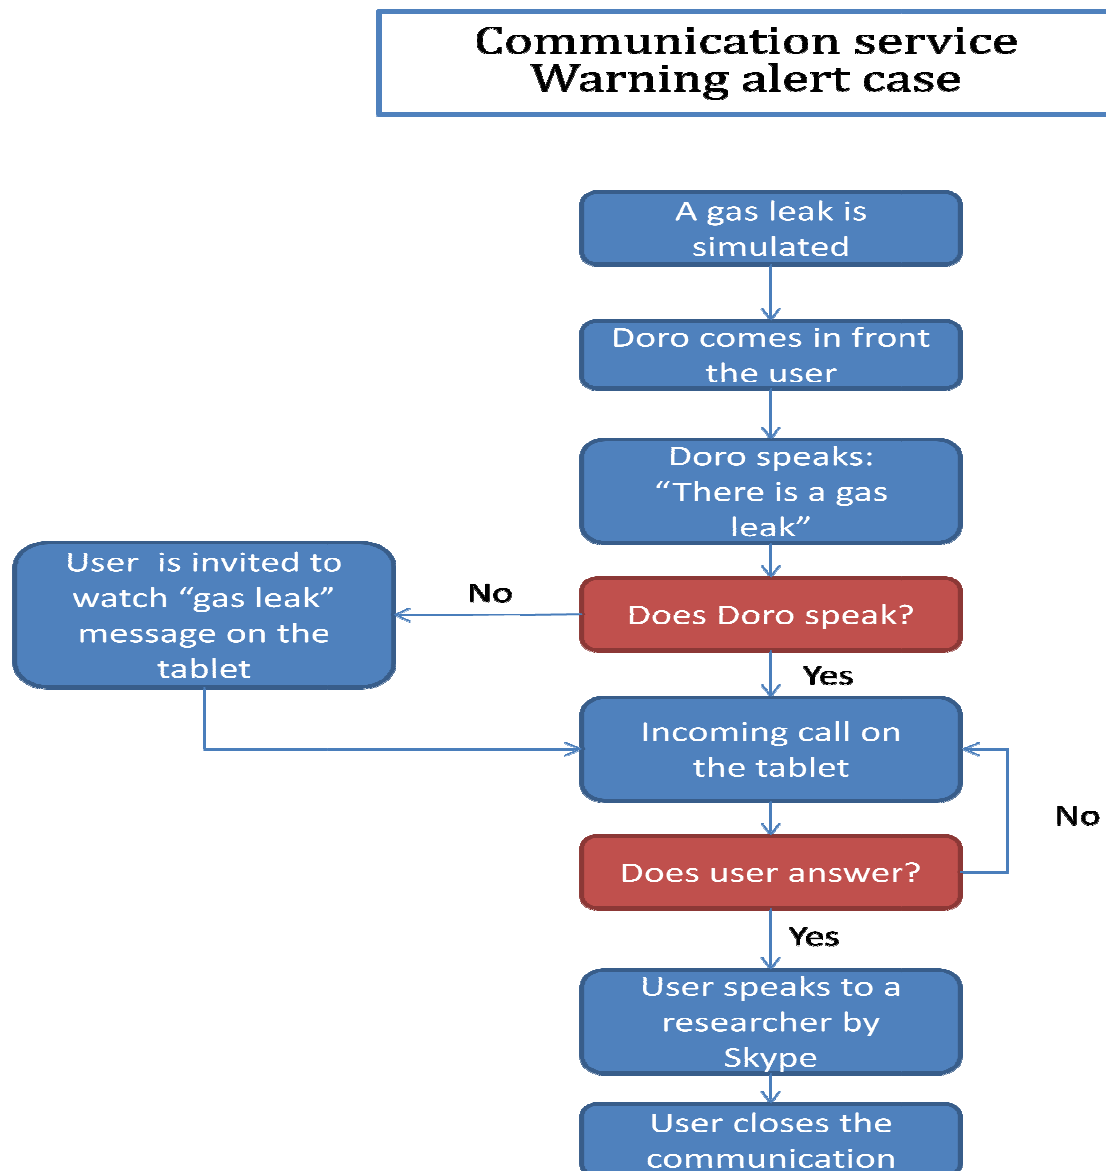 Communication service
Warning alert case
A gas leak is
simulated
Doro comes in front
the user
Doro speaks:
“There is a gas
leak”
User is invited to
watch “gas leak”
message on the
tablet
No
Does Doro speak?
Yes
Incoming call on
the tablet
No
Does user answer?
Yes
User speaks to a
researcher by
Skype
User closes the
communication